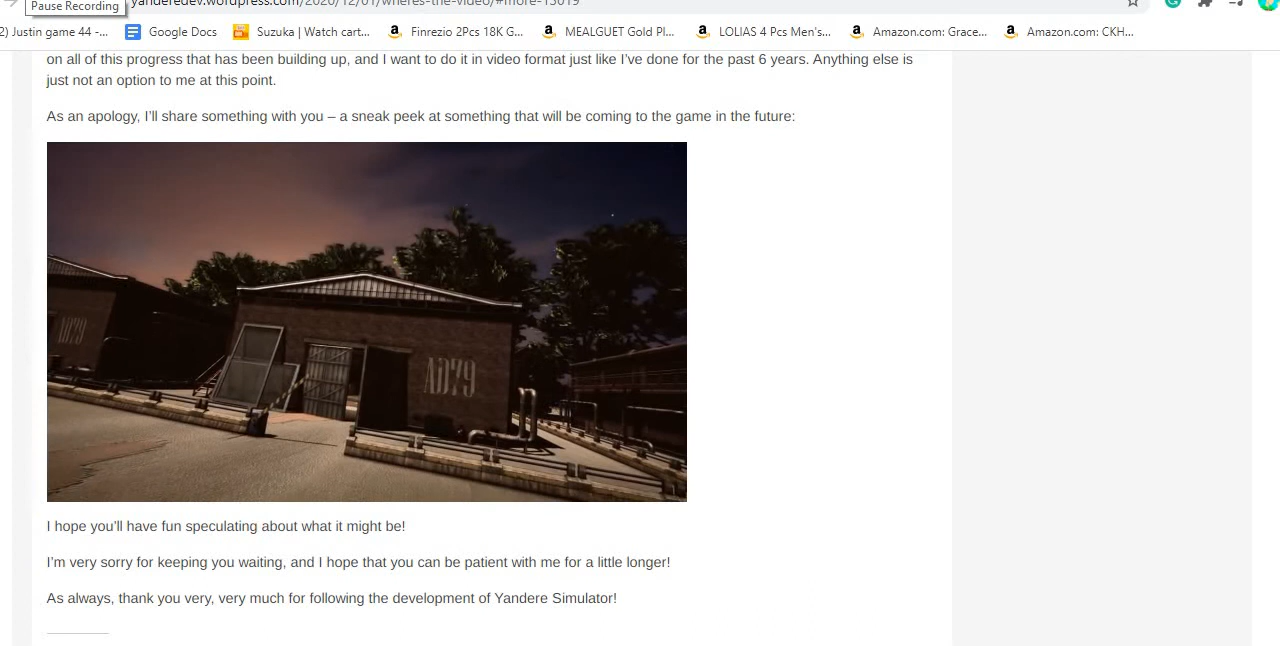 Pause Recording
yanderedev.wordpress.com/2020/12/01/wheres-the-video/#more-13019
2) Justin game 44 -... Google Docs Suzuka | Watch cart... Finrezio 2Pcs 18K G... MEALGUET Gold Pl... LOLIAS 4 Pcs Men's... Amazon.com: Grace... Amazon.com: CKH...
on all of this progress that has been building up, and I want to do it in video format just like I’ve done for the past 6 years. Anything else is
just not an option to me at this point.
As an apology, I’ll share something with you – a sneak peek at something that will be coming to the game in the future:
AD79
AD79
I hope you’ll have fun speculating about what it might be!
I’m very sorry for keeping you waiting, and I hope that you can be patient with me for a little longer!
As always, thank you very, very much for following the development of Yandere Simulator!